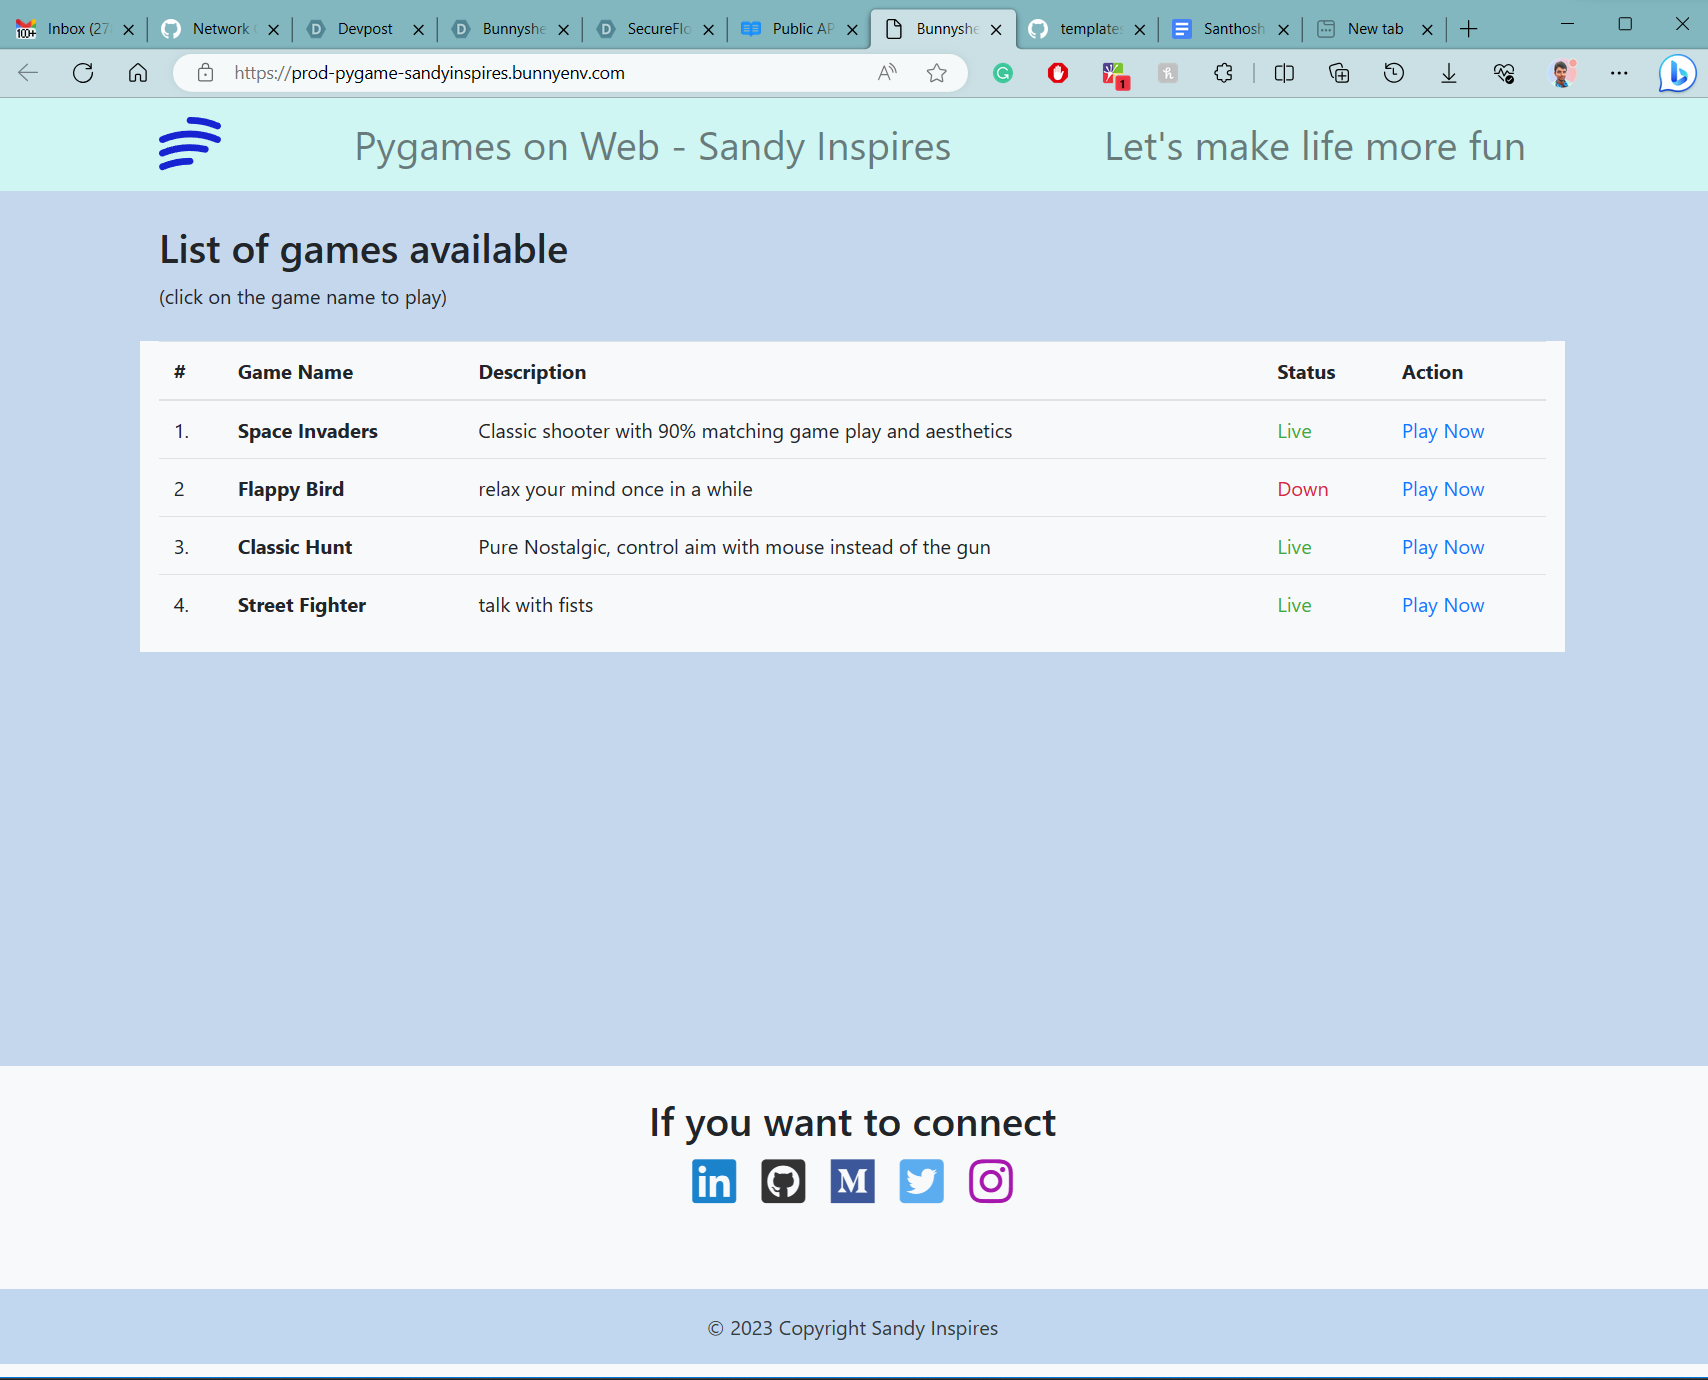 Inbox (27
Network
Devpost
Bunnyshe
SecureFlo
Public AP
Bunnyshe
templates
Santhosh
New tab
https://prod-pygame-sandyinspires.bunnyenv.com
Pygames on Web - Sandy Inspires
Let's make life more fun
List of games available
(click on the game name to play)
# Game Name Description Status Action
1. Space Invaders Classic shooter with 90% matching game play and aesthetics Live Play Now
2 Flappy Bird relax your mind once in a while Down Play Now
3. Classic Hunt Pure Nostalgic, control aim with mouse instead of the gun Live Play Now
4. Street Fighter talk with fists Live Play Now
If you want to connect
© 2023 Copyright Sandy Inspires